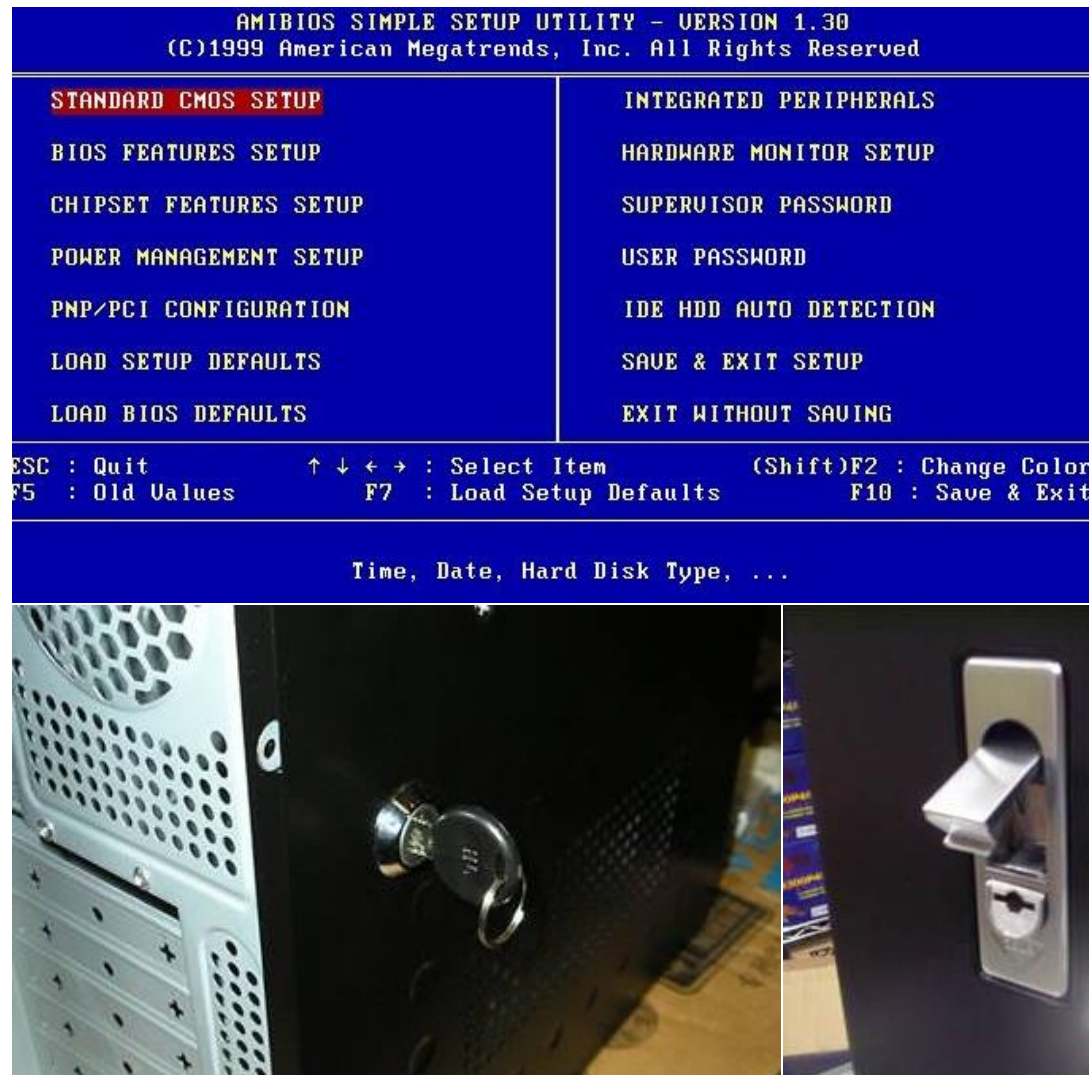 AMIBIOS SIMPLE SETUP UTILITY - VERSION 1.30
(C)1999 American Megatrends, Inc. All Rights Reserved
STANDARD CMOS SETUP
BIOS FEATURES SETUP
CHIPSET FEATURES SETUP
POWER MANAGEMENT SETUP
PNP/PCI CONFIGURATION
LOAD SETUP DEFAULTS
LOAD BIOS DEFAULTS
INTEGRATED PERIPHERALS
HARDWARE MONITOR SETUP
SUPERVISOR PASSWORD
USER PASSWORD
IDE HDD AUTO DETECTION
SAVE & EXIT SETUP
EXIT WITHOUT SAVING
ESC : Quit ↑ ↓ ← → : Select Item (Shift)F2 : Change Color
F5 : Old Values F7 : Load Setup Defaults F10 : Save & Exit
Time, Date, Hard Disk Type, ...